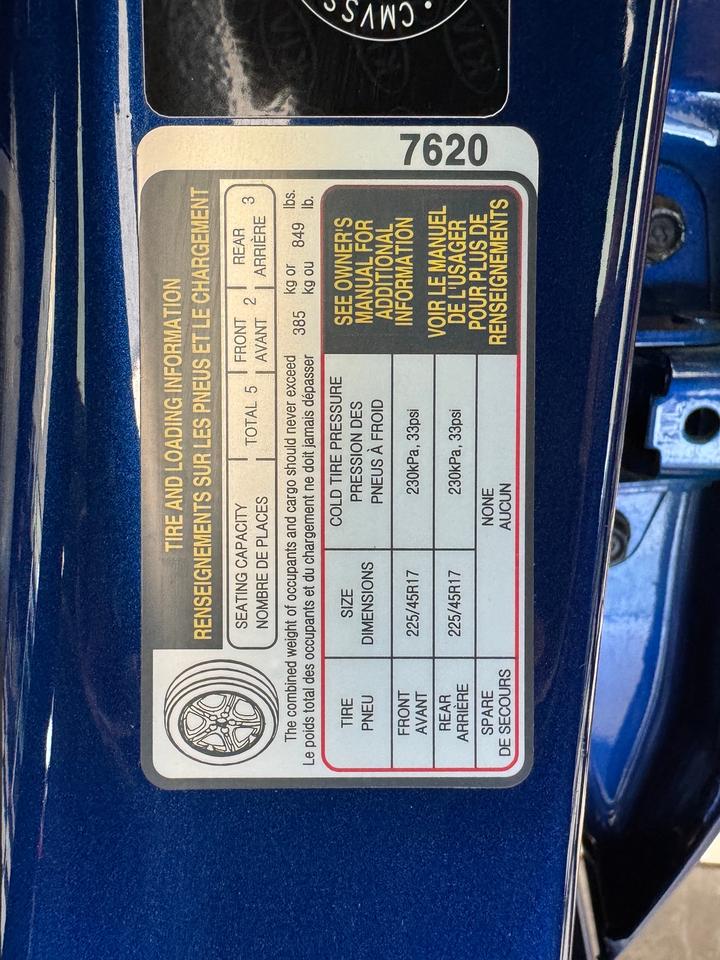 CMVSS
7620
TIRE AND LOADING INFORMATION
RENSEIGNEMENTS SUR LES PNEUS ET LE CHARGEMENT
SEATING CAPACITY TOTAL 5 FRONT 2 REAR 3
NOMBRE DE PLACES AVANT ARRIÈRE
The combined weight of occupants and cargo should never exceed 385 kg or 849 lbs.
Le poids total des occupants et du chargement ne doit jamais dépasser kg ou lb.
TIRE
PNEU
SIZE
DIMENSIONS
COLD TIRE PRESSURE
PRESSION DES
PNEUS À FROID
SEE OWNER'S
MANUAL FOR
ADDITIONAL
INFORMATION
VOIR LE MANUEL
DE L'USAGER
POUR PLUS DE
RENSEIGNEMENTS
FRONT
AVANT
225/45R17
230kPa, 33psi
REAR
ARRIÈRE
225/45R17
230kPa, 33psi
SPARE
DE SECOURS
NONE
AUCUN